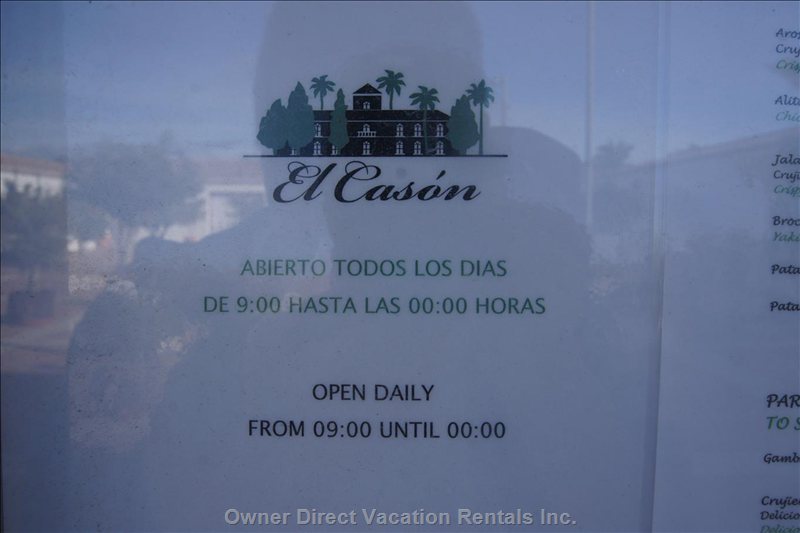 El Casón
ABIERTO TODOS LOS DIAS
DE 9:00 HASTA LAS 00:00 HORAS
OPEN DAILY
FROM 09:00 UNTIL 00:00
TO
Owner Direct Vacation Rentals Inc.